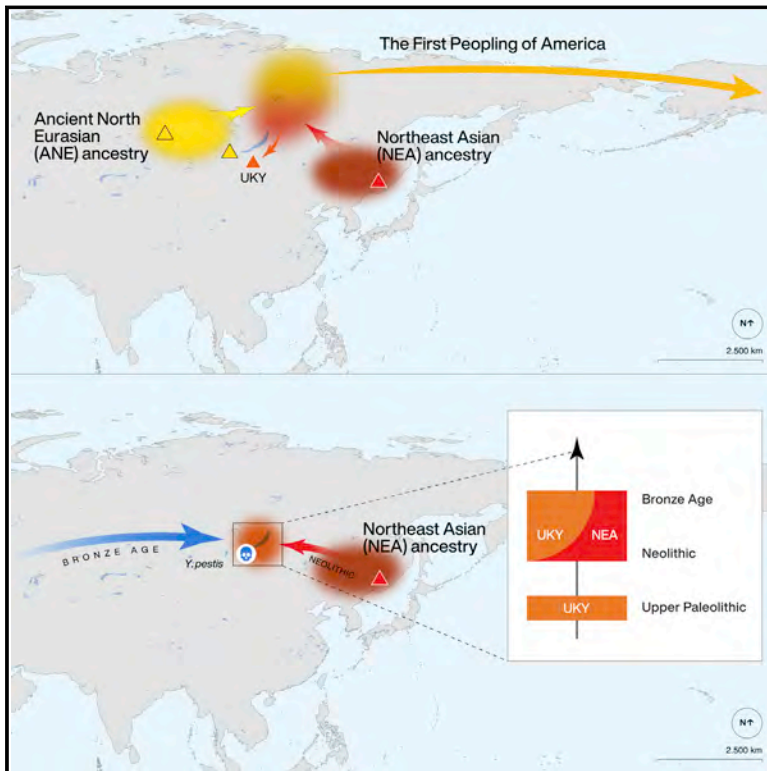 The First Peopling of America
Ancient North
Eurasian
(ANE) ancestry
Northeast Asian
(NEA) ancestry
UKY
N↑
2.500 km
Bronze Age
UKY
NEA
Neolithic
UKY
Upper Paleolithic
Northeast Asian
(NEA) ancestry
BRONZE AGE
Y. pestis
NEOLITHIC
N↑
2.500 km